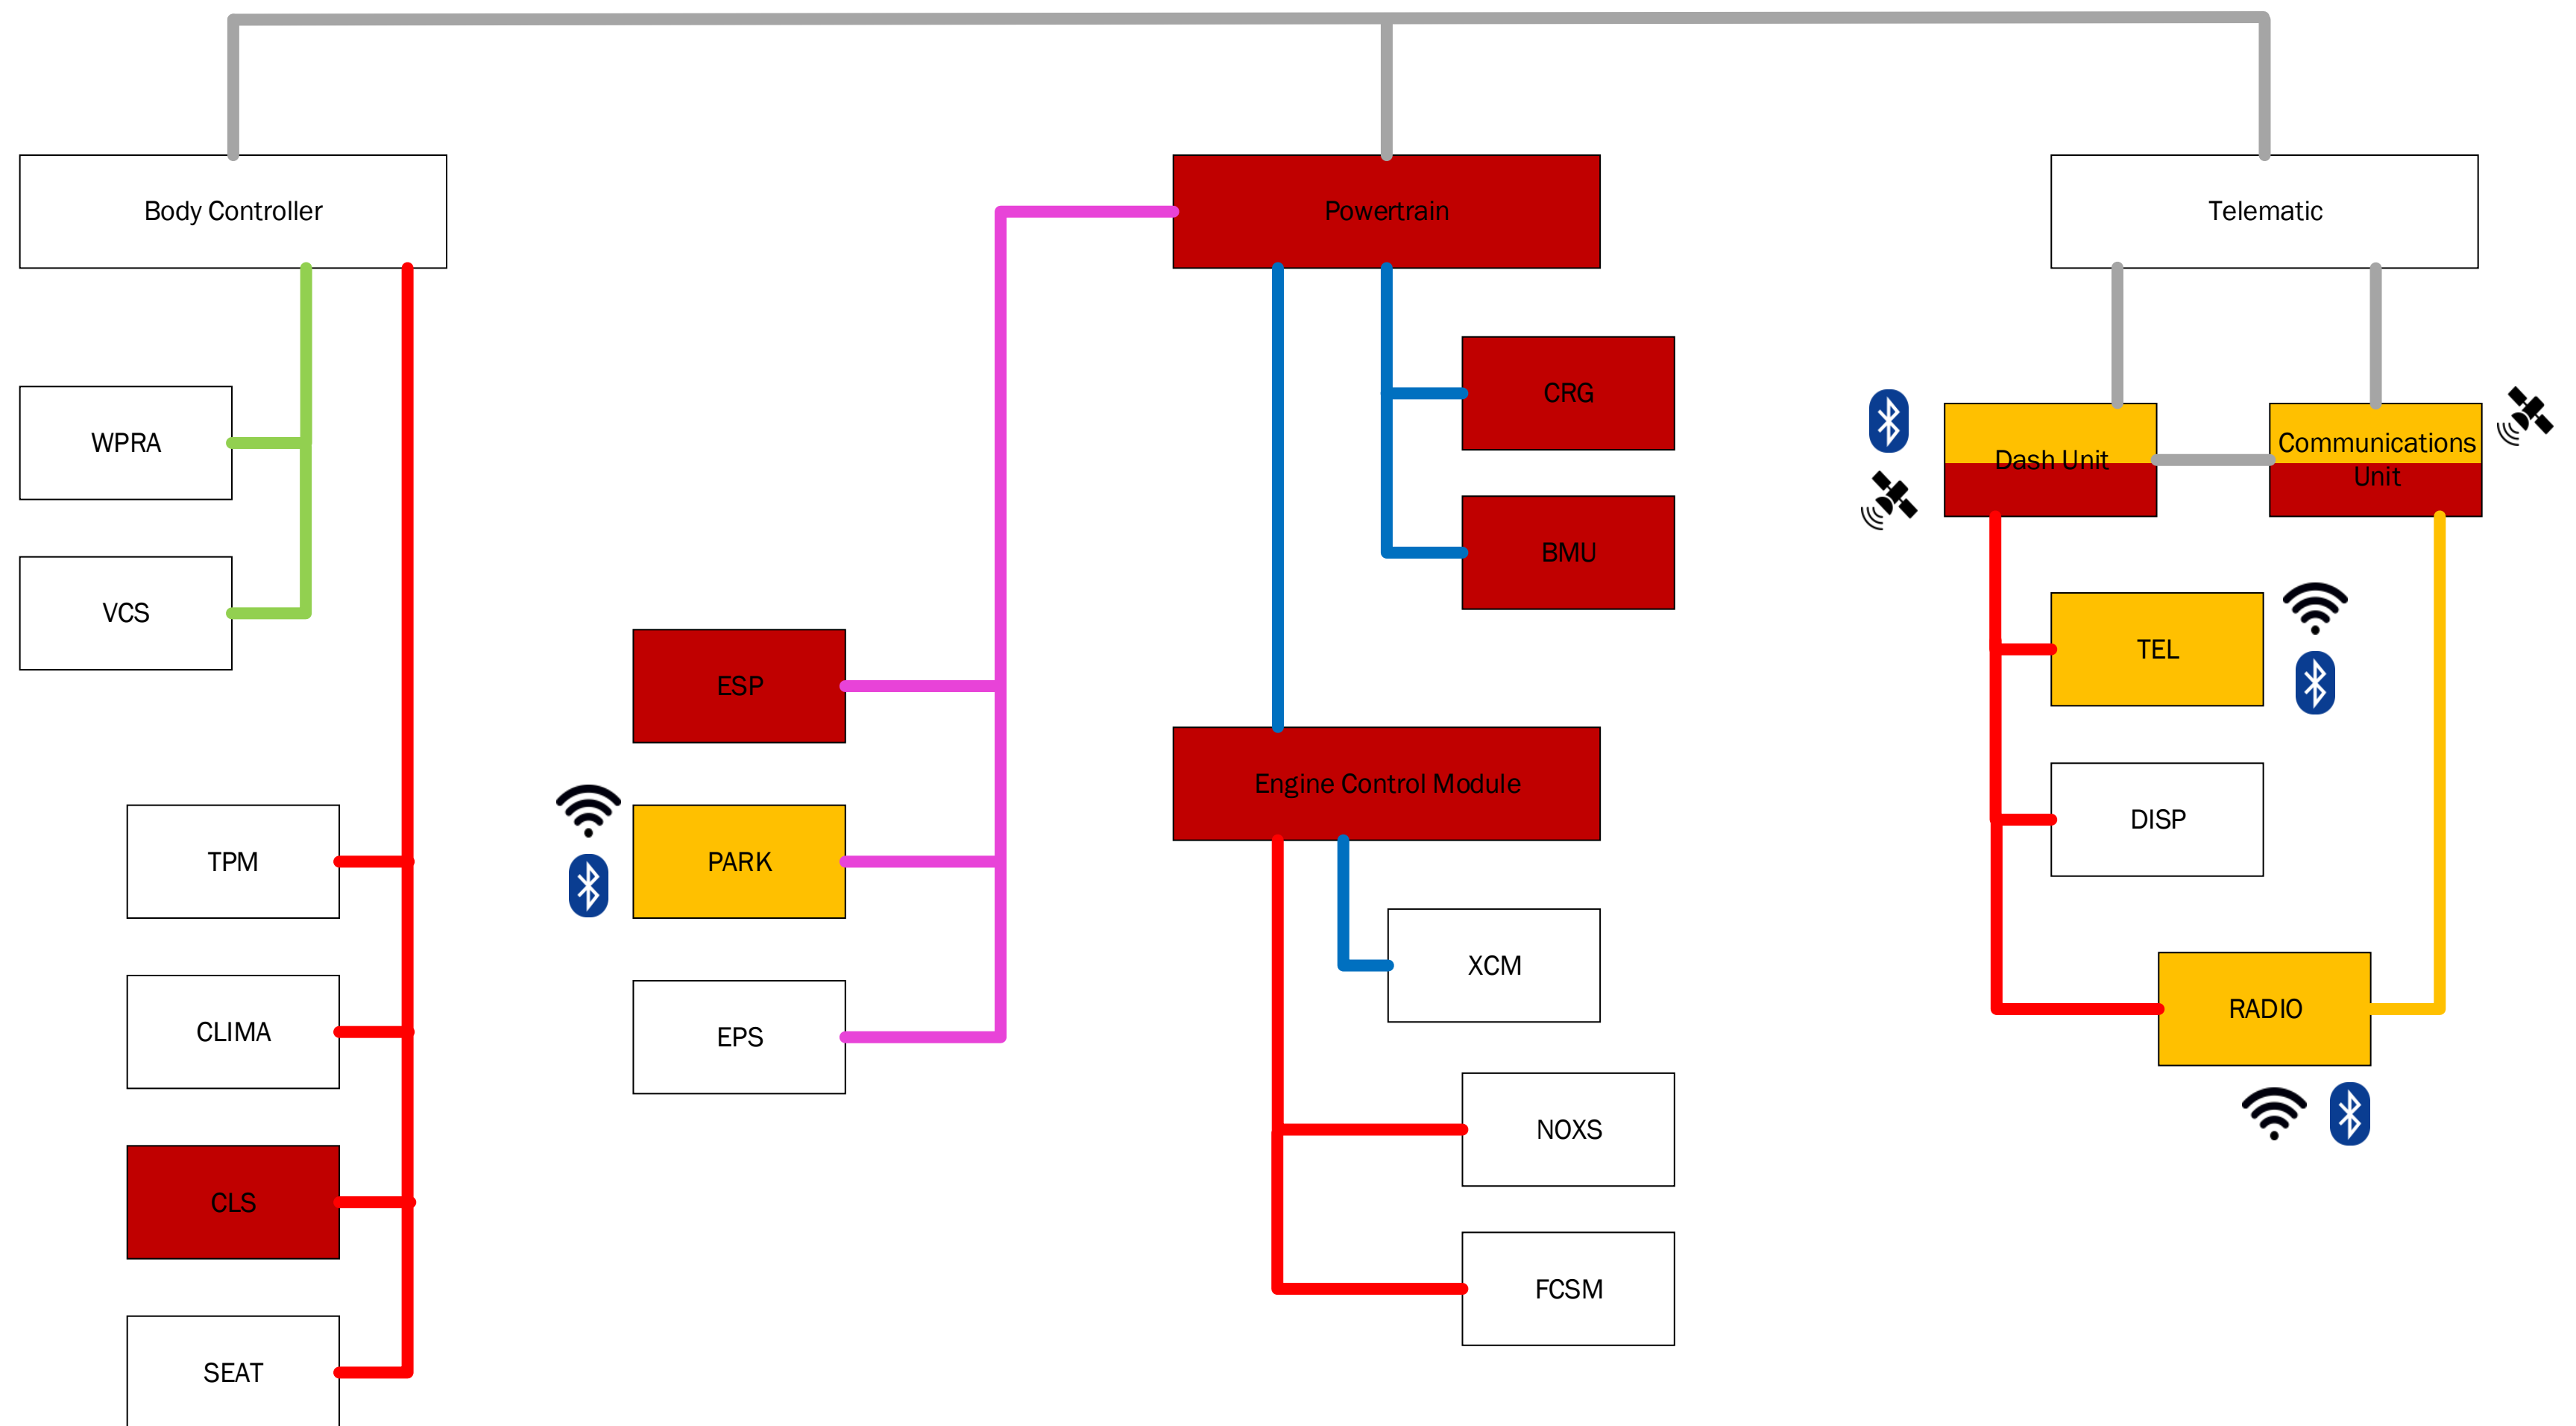 Body Controller
Powertrain
Telematic
WPRA
VCS
CRG
BMU
Dash Unit
Communications
Unit
ESP
TEL
PARK
Engine Control Module
DISP
TPM
EPS
XCM
RADIO
CLIMA
NOXS
CLS
FCSM
SEAT